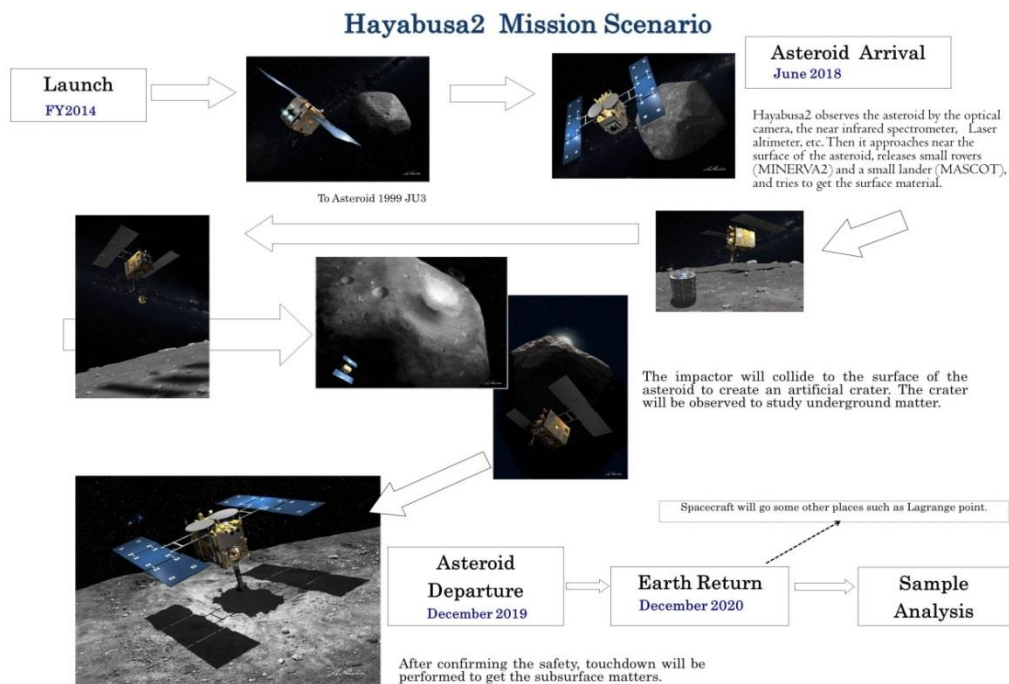 Hayabusa2 Mission Scenario
Launch
FY2014
To Asteroid 1999 JU3
Asteroid Arrival
June 2018
Hayabusa2 observes the asteroid by the optical
camera, the near infrared spectrometer, Laser
altimeter, etc. Then it approaches near the
surface of the asteroid, releases small rovers
(MINERVA2) and a small lander (MASCOT),
and tries to get the surface material.
The impactor will collide to the surface of the
asteroid to create an artificial crater. The crater
will be observed to study underground matter.
Spacecraft will go some other places such as Lagrange point.
Asteroid
Departure
December 2019
Earth Return
December 2020
Sample
Analysis
After confirming the safety, touchdown will be
performed to get the subsurface matters.